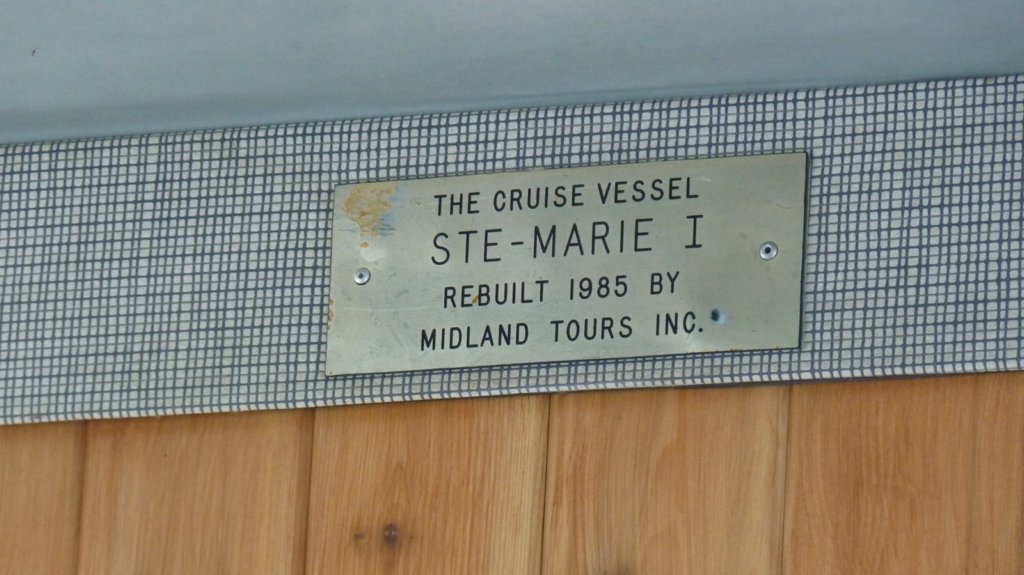 THE CRUISE VESSEL
STE-MARIE I
REBUILT 1985 BY
MIDLAND TOURS INC.